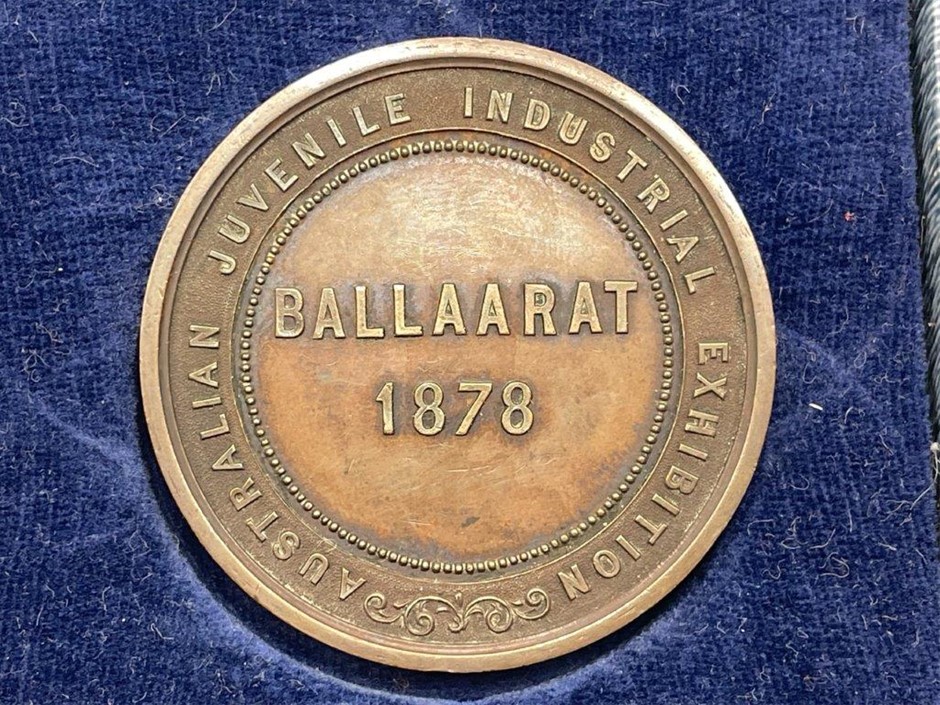 AUSTRALIAN JUVENILE INDUSTRIAL EXHIBITION
BALLAARAT
1878